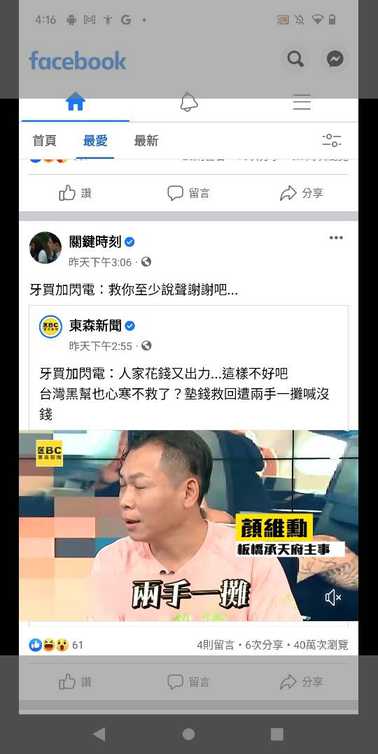 4:16
facebook
首頁
最愛
最新
讚
留言
分享
關鍵時刻
昨天下午3:06
牙買加閃電：救你至少說聲謝謝吧...
EBC
東森新聞
昨天下午2:55
牙買加閃電：人家花錢又出力...這樣不好吧
台灣黑幫也心寒不救了？墊錢救回遭兩手一攤喊沒
錢
EBC
東森新聞
顏維勳
板橋承天府主事
兩手一攤
61
4則留言・6次分享・40萬次瀏覽
讚
留言
分享